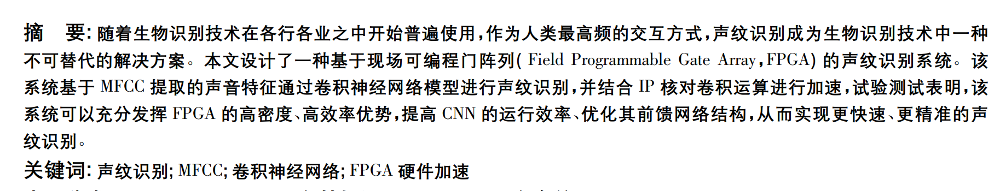 摘　要: 随着生物识别技术在各行各业之中开始普遍使用,作为人类最高频的交互方式,声纹识别成为生物识别技术中一种
不可替代的解决方案。本文设计了一种基于现场可编程门阵列( Field Programmable Gate Array,FPGA) 的声纹识别系统。该
系统基于 MFCC 提取的声音特征通过卷积神经网络模型进行声纹识别,并结合 IP 核对卷积运算进行加速,试验测试表明,该
系统可以充分发挥 FPGA 的高密度、高效率优势,提高 CNN 的运行效率、优化其前馈网络结构,从而实现更快速、更精准的声
纹识别。
关键词: 声纹识别; MFCC; 卷积神经网络; FPGA 硬件加速